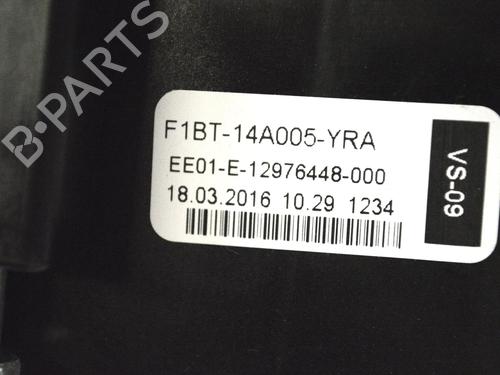 B-PARTS
F1BT-14A005-YRA
EE01-E-12976448-000
18.03.2016 10.29 1234
VS-09